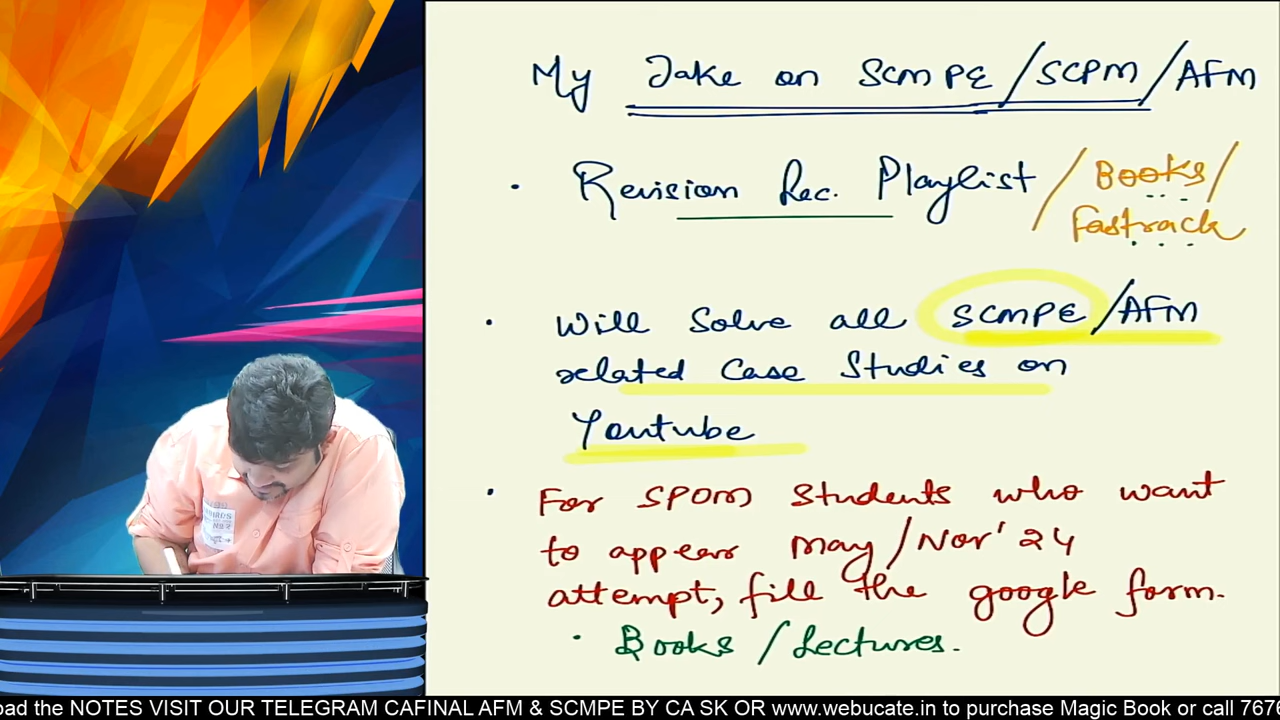 My Take on SCMPE/SCPM/AFM
· Revision Rec. Playlist / Books/
Fastrack
· Will Solve all SCMPE/AFM
related Case Studies on
Youtube
· For SPOM Students who want
to appear May/Nov'24
attempt, fill the google form.
· Books/Lectures.
oad the NOTES VISIT OUR TELEGRAM CAFINAL AFM & SCMPE BY CA SK OR www.webucate.in to purchase Magic Book or call 7676